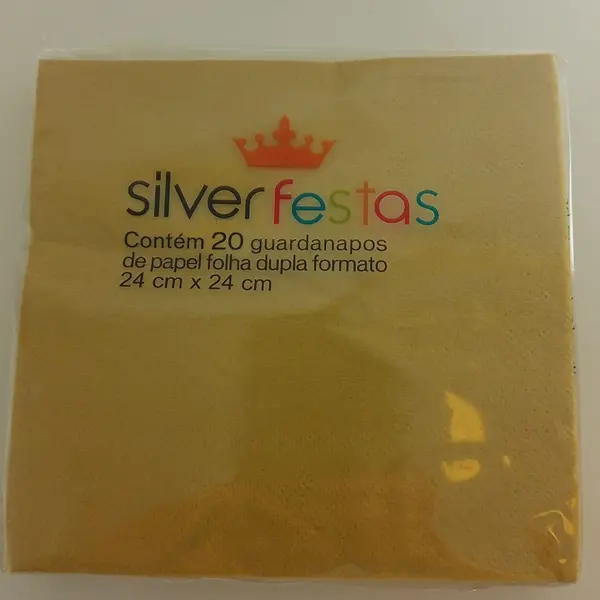 silver festas
Contém 20 guardanapos
de papel folha dupla formato
24 cm x 24 cm